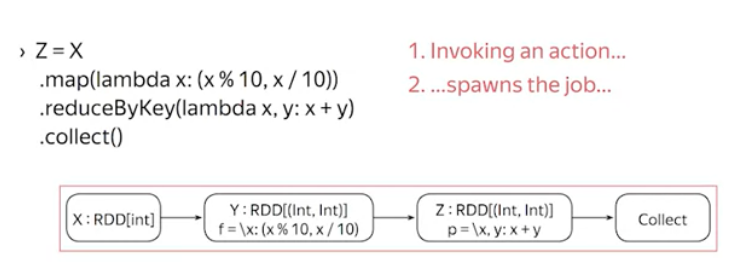 › Z = X
.map(lambda x: (x % 10, x / 10))
.reduceByKey(lambda x, y: x + y)
.collect()
1. Invoking an action...
2. ...spawns the job...
X : RDD[int]
Y : RDD[(Int, Int)]
f = \x: (x % 10, x / 10)
Z : RDD[(Int, Int)]
p = \x, y: x + y
Collect